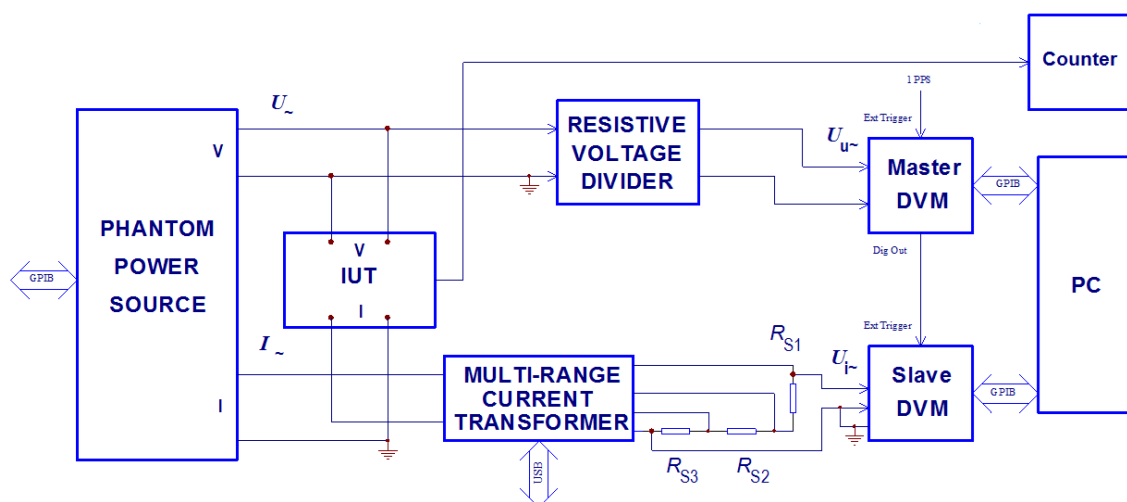 Counter
1 PPS
U~
Ext Trigger
RESISTIVE
VOLTAGE
DIVIDER
Uu~
V
Master
DVM
GPIB
PHANTOM
POWER
SOURCE
V
IUT
I
Dig Out
GPIB
PC
I~
Ext Trigger
RS1
Ui~
MULTI-RANGE
CURRENT
TRANSFORMER
Slave
DVM
GPIB
I
RS3
RS2
USB